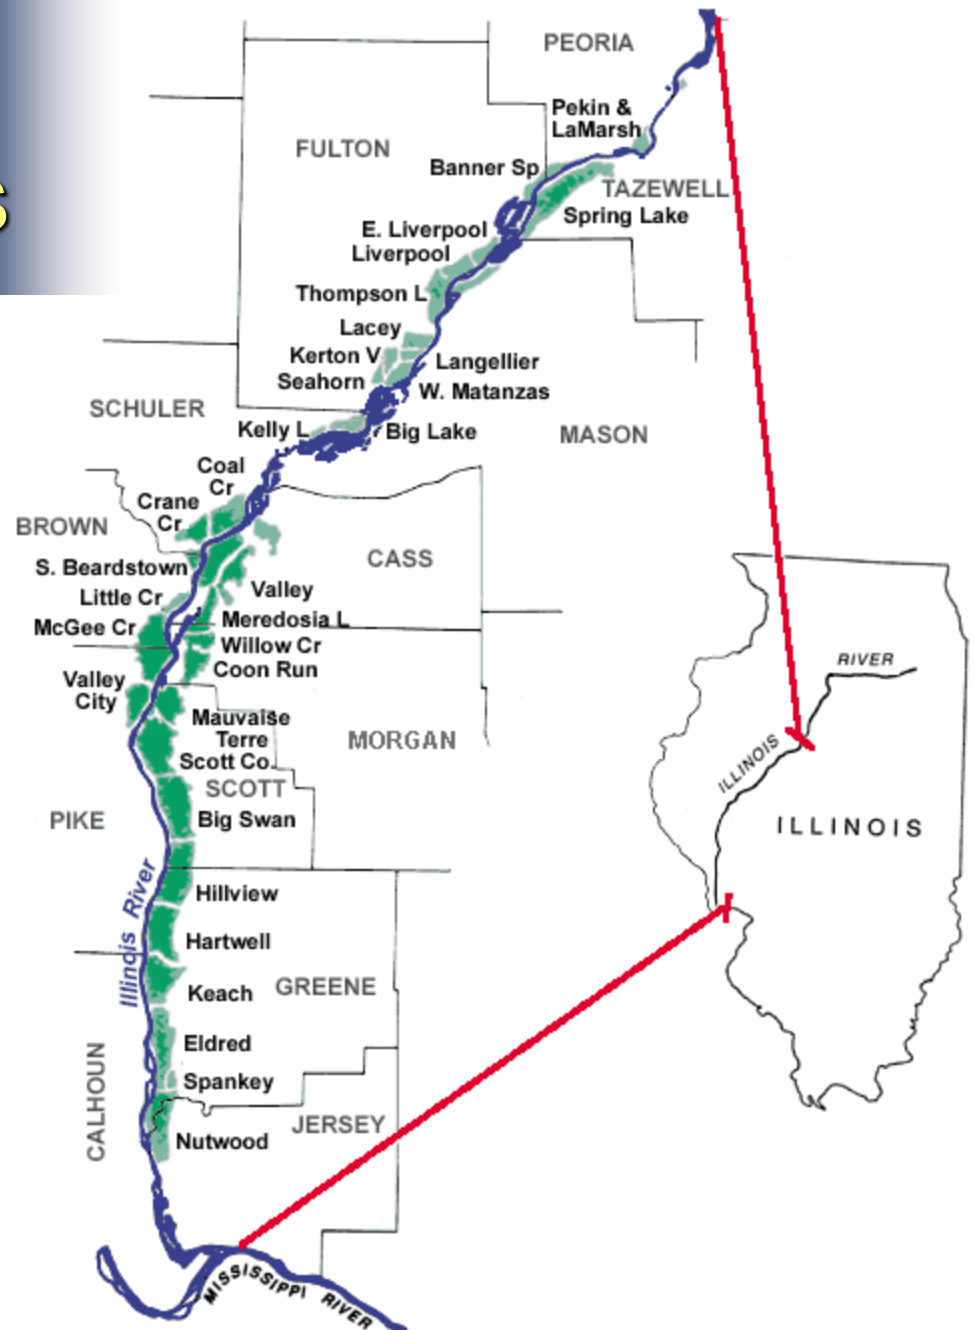 S
PEORIA
Pekin &
LaMarsh
FULTON
Banner Sp
TAZEWELL
Spring Lake
E. Liverpool
Liverpool
Thompson L
Lacey
Kerton V
Langellier
Seahorn
W. Matanzas
SCHULER
Kelly L
Big Lake
MASON
Coal
Cr
Crane
Cr
BROWN
CASS
S. Beardstown
Valley
Little Cr
Meredosia L
McGee Cr
Willow Cr
Coon Run
Valley
City
Mauvaise
Terre
MORGAN
Scott Co.
SCOTT
PIKE
Big Swan
RIVER
ILLINOIS
ILLINOIS
Hillview
Illinois River
Hartwell
Keach
GREENE
Eldred
CALHOUN
Spankey
JERSEY
Nutwood
MISSISSIPPI RIVER